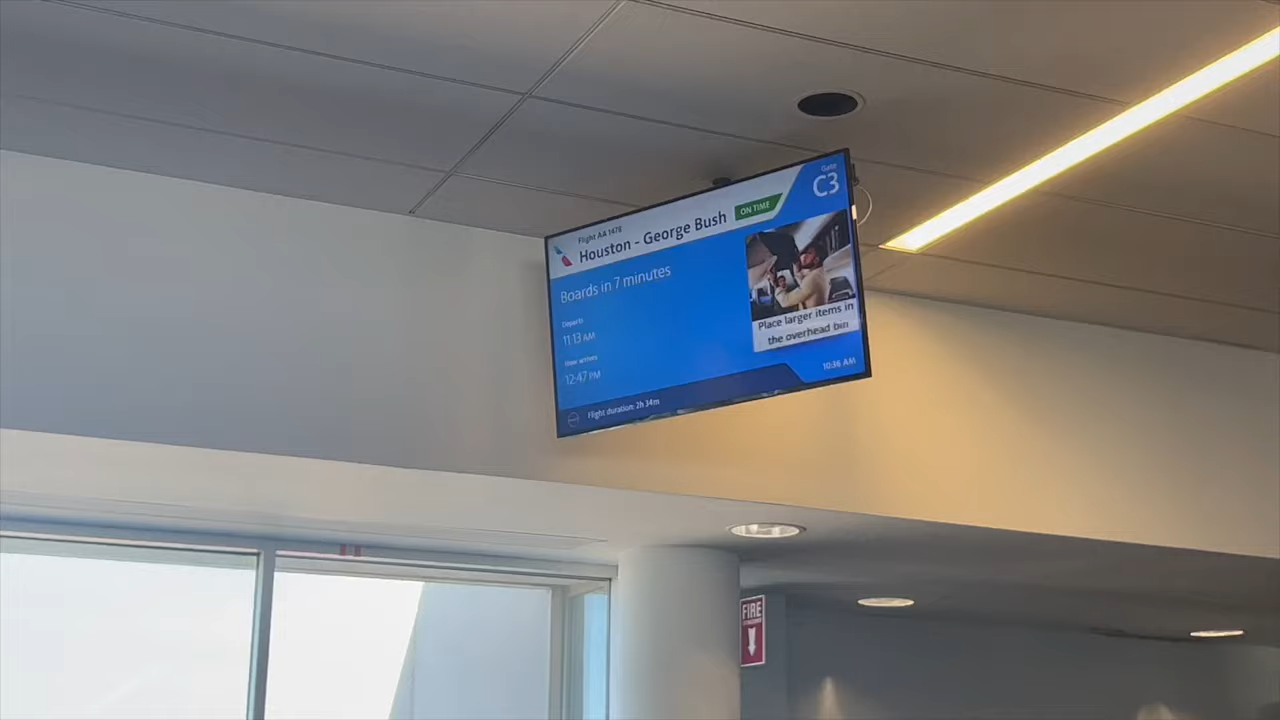 Gate
C3
Flight AA 1478
Houston - George Bush
ON TIME
Boards in 7 minutes
Departs
11:13 AM
12:47 PM
Flight duration: 2h 34m
Place larger items in
the overhead bin
10:36 AM
FIRE